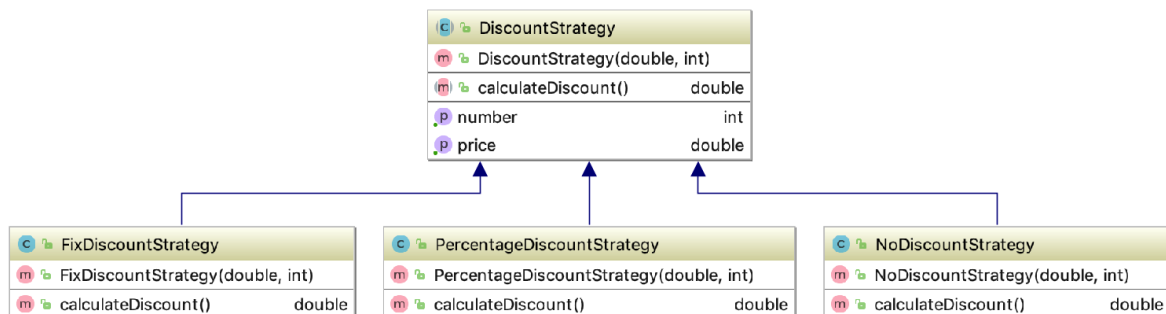 DiscountStrategy
DiscountStrategy(double, int)
calculateDiscount() double
number int
price double
FixDiscountStrategy
FixDiscountStrategy(double, int)
calculateDiscount() double
PercentageDiscountStrategy
PercentageDiscountStrategy(double, int)
calculateDiscount() double
NoDiscountStrategy
NoDiscountStrategy(double, int)
calculateDiscount() double